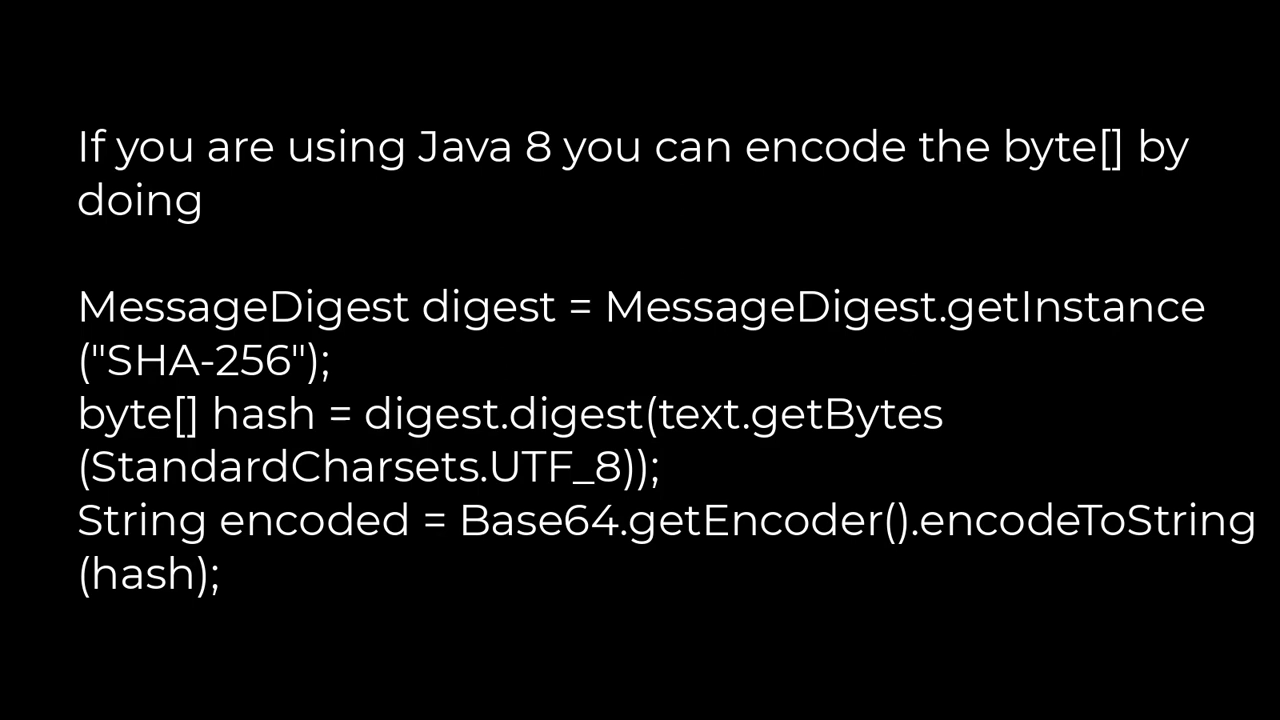 If you are using Java 8 you can encode the byte[] by
doing
MessageDigest digest = MessageDigest.getInstance
("SHA-256");
byte[] hash = digest.digest(text.getBytes
(StandardCharsets.UTF_8));
String encoded = Base64.getEncoder().encodeToString
(hash);